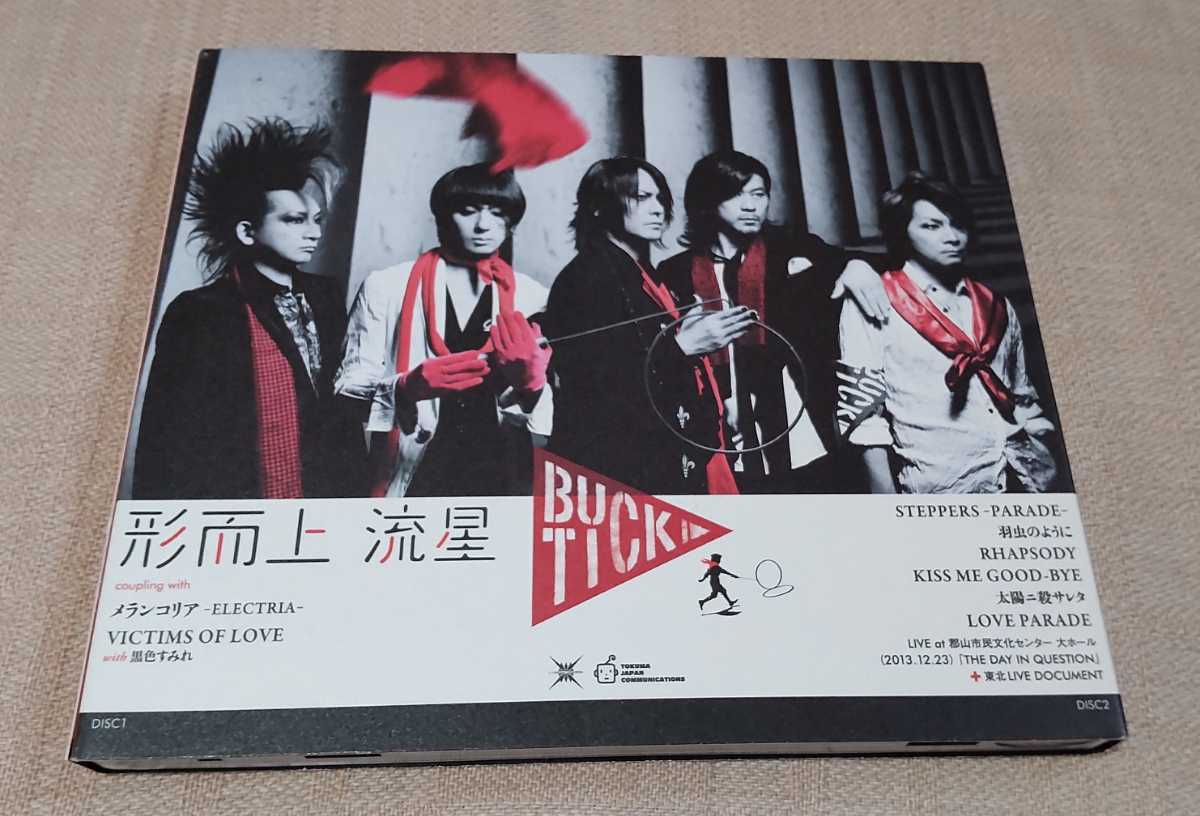 BUCK-TICK
形而上 流星
coupling with
メランコリア -ELECTRIA-
VICTIMS OF LOVE
with 黒色すみれ
DISC1
BU
TICK
TOKUMA
JAPAN
COMMUNICATIONS
STEPPERS -PARADE-
羽虫のように
RHAPSODY
KISS ME GOOD-BYE
太陽ニ殺サレタ
LOVE PARADE
LIVE at 郡山市民文化センター 大ホール
(2013.12.23)「THE DAY IN QUESTION」
+ 東北LIVE DOCUMENT
DISC2